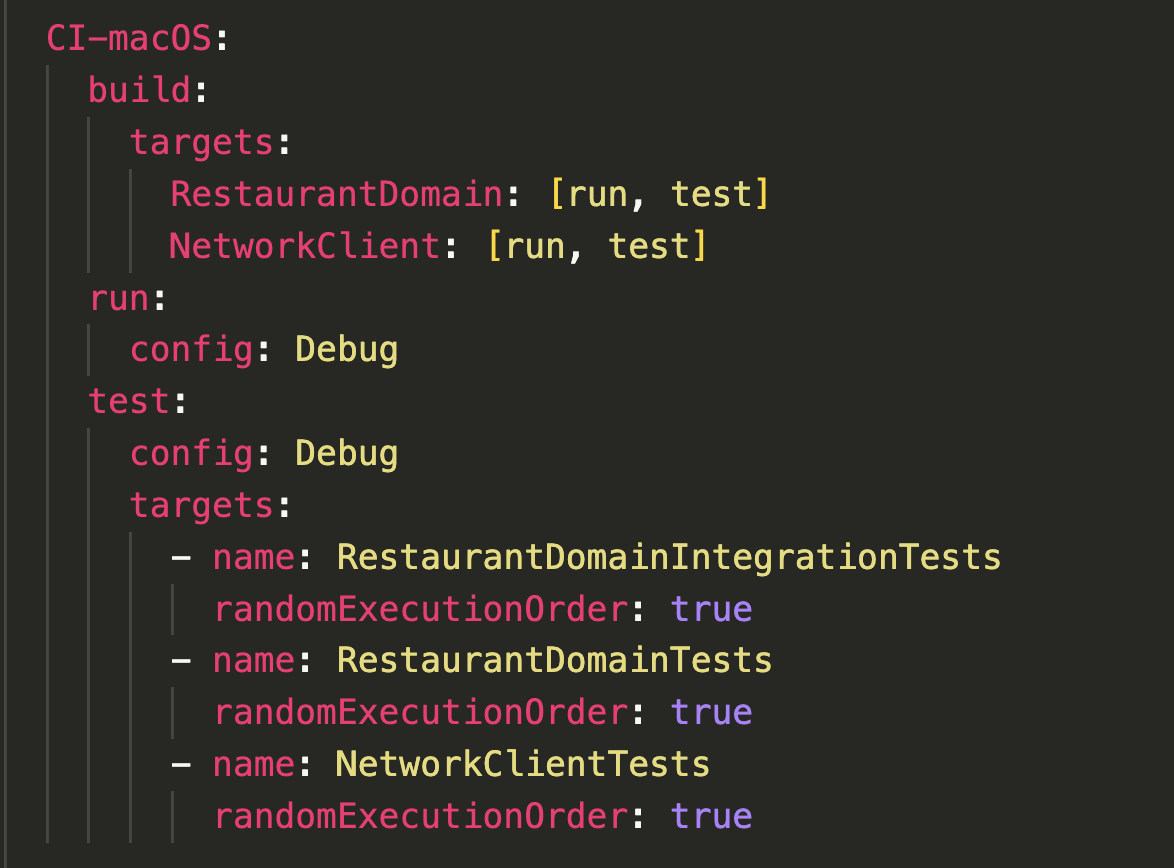 CI-macOS:
build:
targets:
RestaurantDomain: [run, test]
NetworkClient: [run, test]
run:
config: Debug
test:
config: Debug
targets:
- name: RestaurantDomainIntegrationTests
randomExecutionOrder: true
- name: RestaurantDomainTests
randomExecutionOrder: true
- name: NetworkClientTests
randomExecutionOrder: true